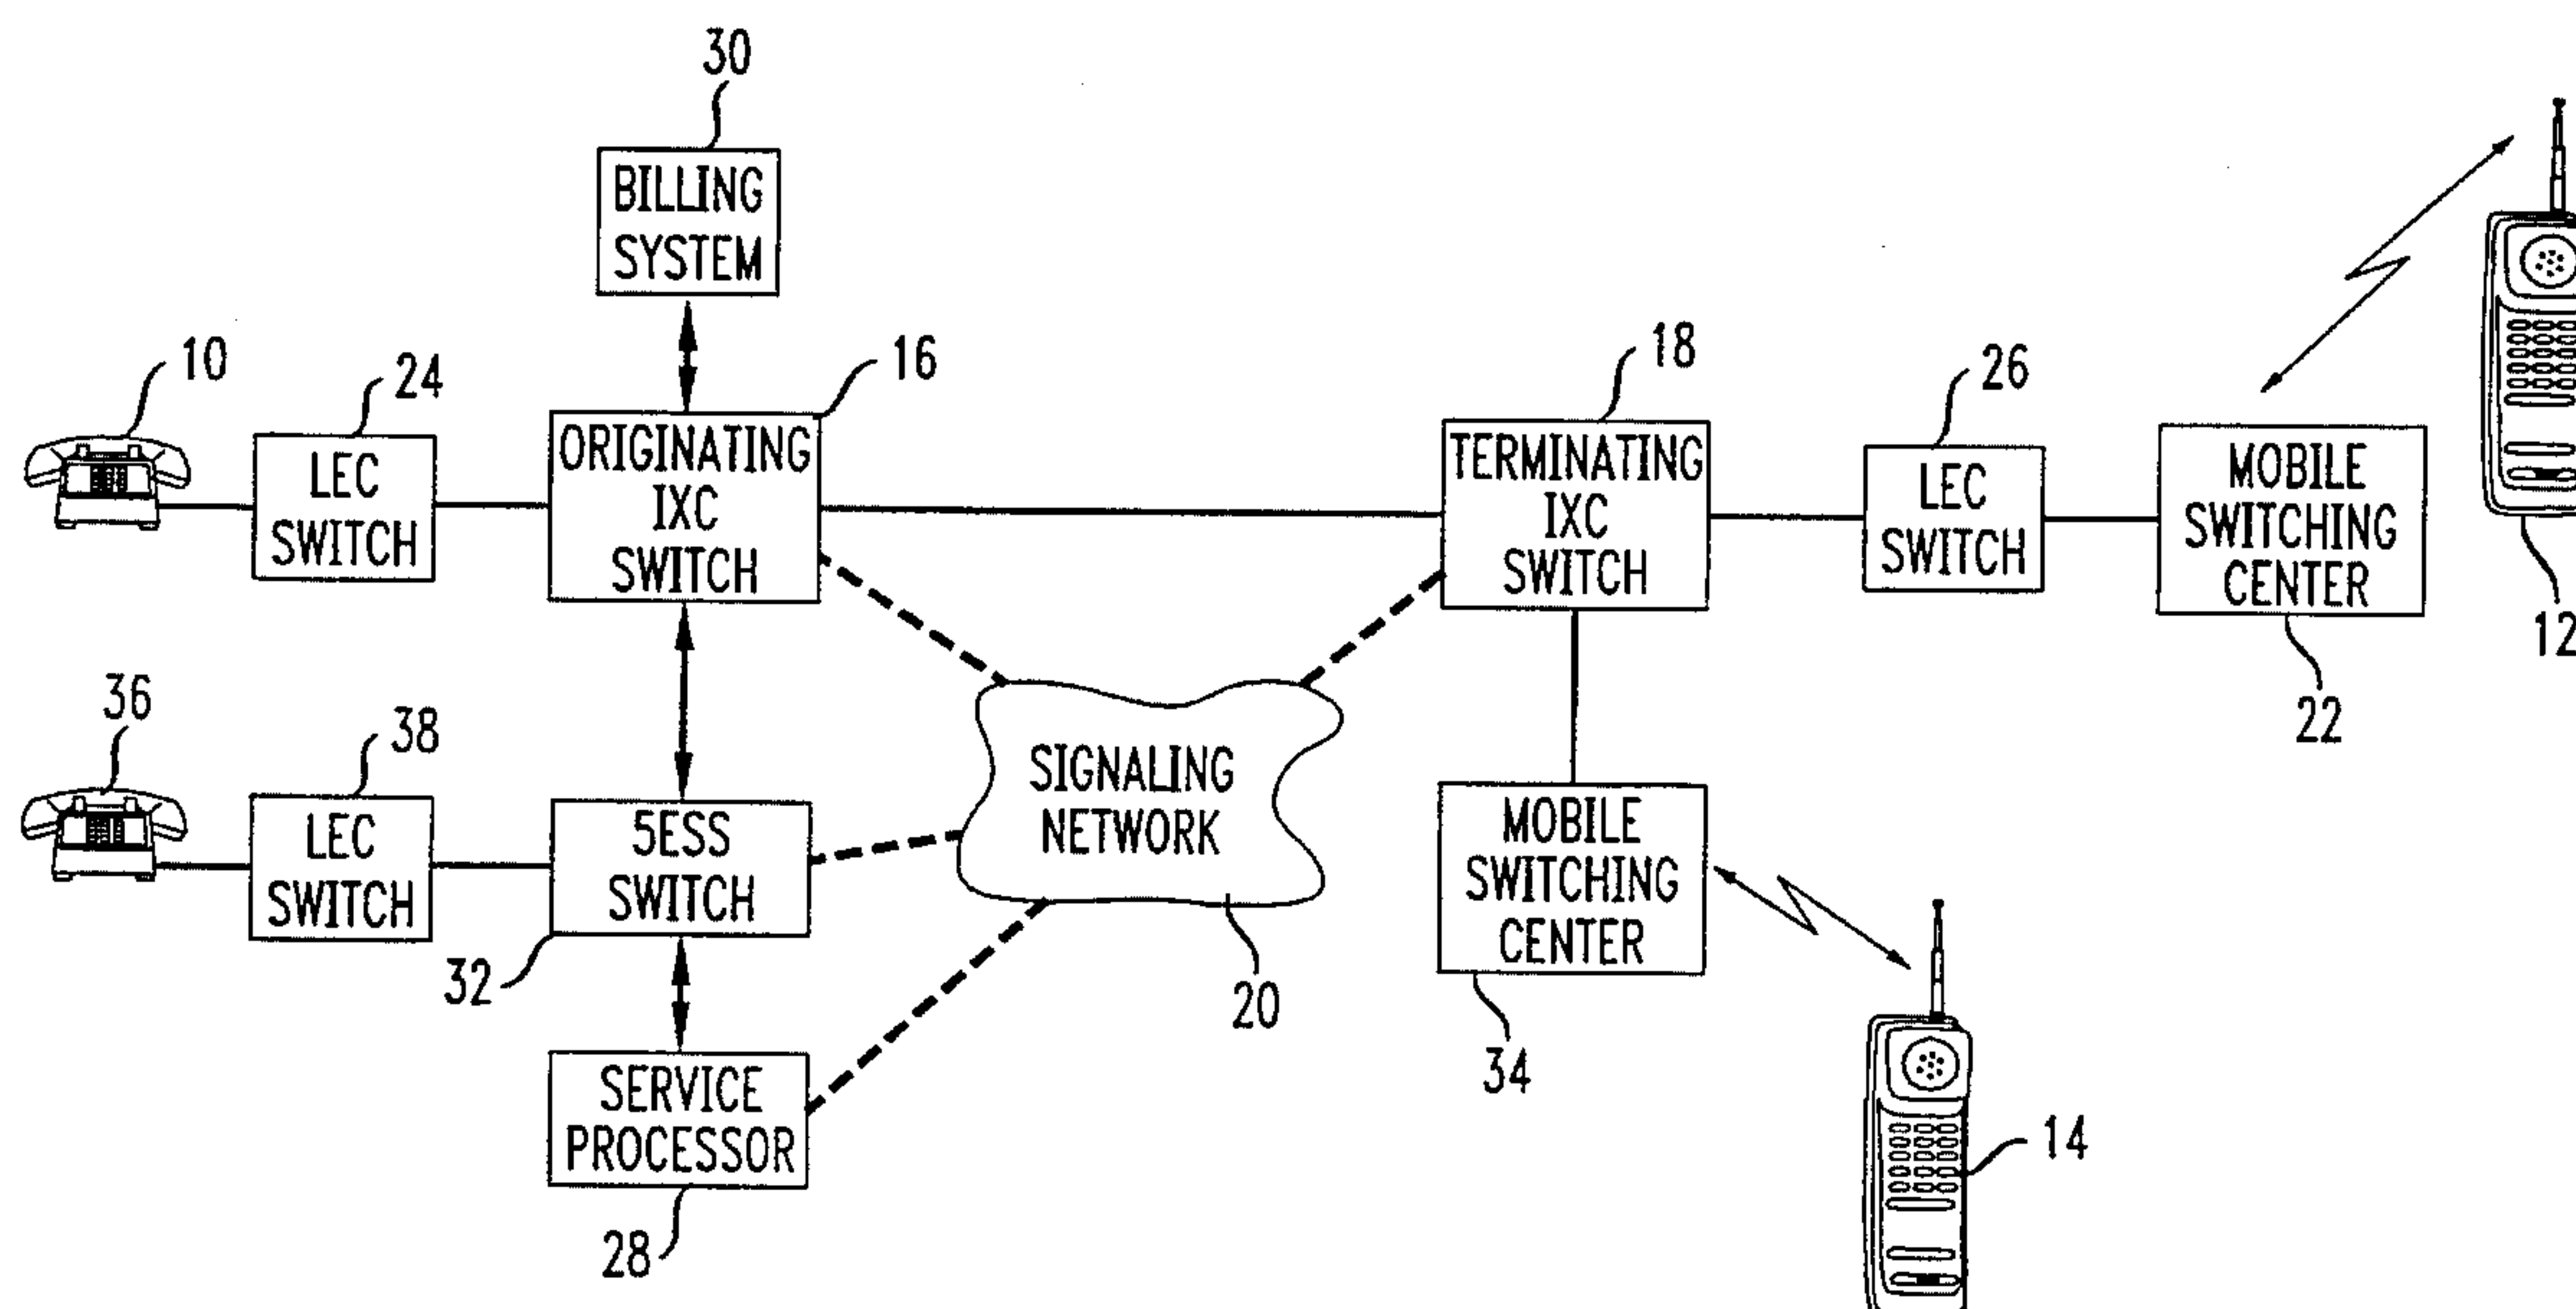 30
BILLING
SYSTEM
10
24
16
18
26
LEC
SWITCH
ORIGINATING
IXC
SWITCH
TERMINATING
IXC
SWITCH
LEC
SWITCH
MOBILE
SWITCHING
CENTER
12
22
36
38
LEC
SWITCH
5ESS
SWITCH
32
SIGNALING
NETWORK
20
MOBILE
SWITCHING
CENTER
34
SERVICE
PROCESSOR
28
14